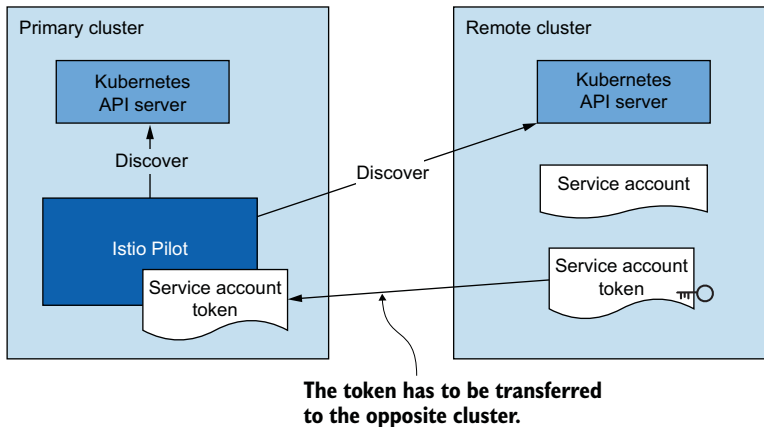 Primary cluster
Kubernetes
API server
Discover
Istio Pilot
Service account
token
Discover
Remote cluster
Kubernetes
API server
Service account
Service account
token
The token has to be transferred
to the opposite cluster.